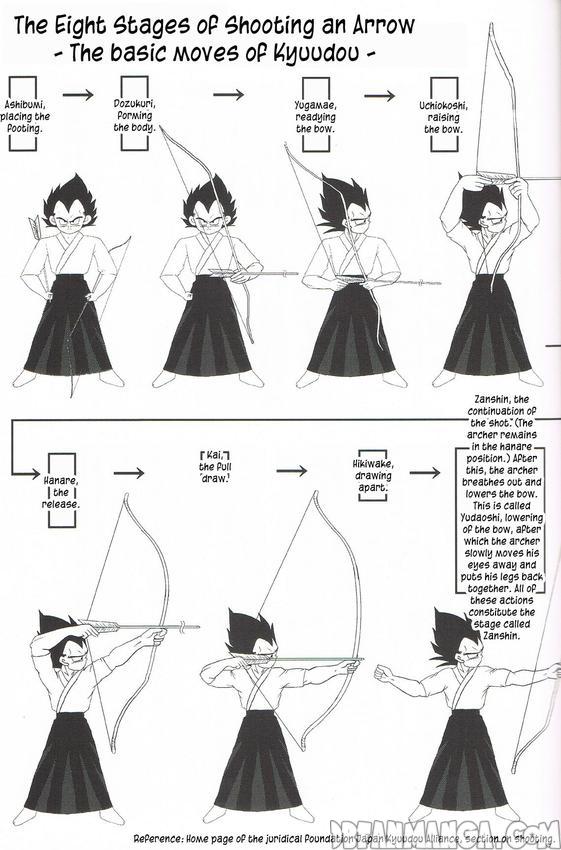 The Eight Stages of Shooting an Arrow
- The basic moves of Kyuudou -
Ashibumi,
placing the
footing.
Dozukuri,
forming
the body.
Yugamae,
readying
the bow.
Uchiokoshi,
raising
the bow.
Hanare,
the
release.
"Kai,"
the full
"draw."
Hikiwake,
drawing
apart.
Zanshin, the
continuation of
the "shot." (The
archer remains
in the hanare
position.) After
this, the archer
breathes out and
lowers the bow.
This is called
Yudaoshi, lowering
of the bow, after
which the archer
slowly moves his
eyes away and
puts his legs back
together. All of
these actions
constitute the
stage called
Zanshin.
DBFANMANGA.COM
Reference: Home page of the juridical Foundation Japan Kyuudou Alliance, section on shooting.